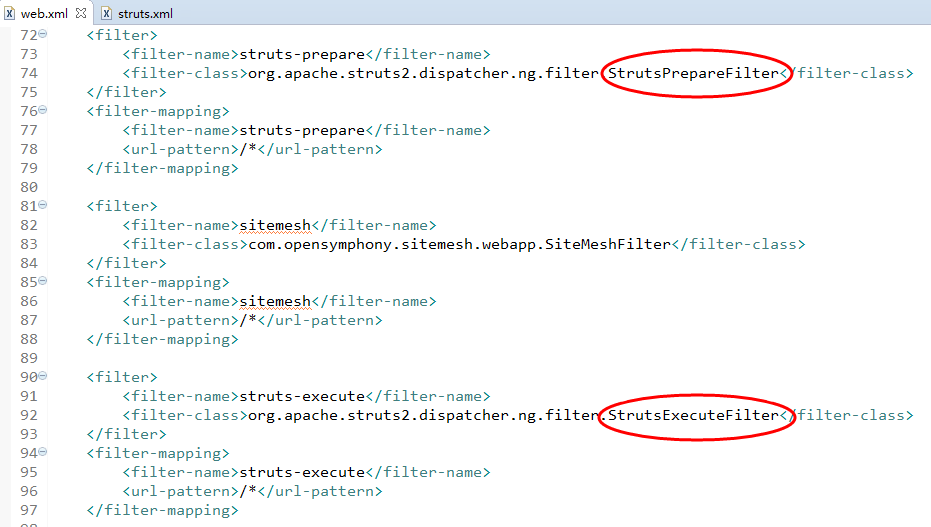 web.xml struts.xml
72 <filter>
73 <filter-name>struts-prepare</filter-name>
74 <filter-class>org.apache.struts2.dispatcher.ng.filter.StrutsPrepareFilter</filter-class>
75 </filter>
76 <filter-mapping>
77 <filter-name>struts-prepare</filter-name>
78 <url-pattern>/*</url-pattern>
79 </filter-mapping>
80
81 <filter>
82 <filter-name>sitemesh</filter-name>
83 <filter-class>com.opensymphony.sitemesh.webapp.SiteMeshFilter</filter-class>
84 </filter>
85 <filter-mapping>
86 <filter-name>sitemesh</filter-name>
87 <url-pattern>/*</url-pattern>
88 </filter-mapping>
89
90 <filter>
91 <filter-name>struts-execute</filter-name>
92 <filter-class>org.apache.struts2.dispatcher.ng.filter.StrutsExecuteFilter</filter-class>
93 </filter>
94 <filter-mapping>
95 <filter-name>struts-execute</filter-name>
96 <url-pattern>/*</url-pattern>
97 </filter-mapping>